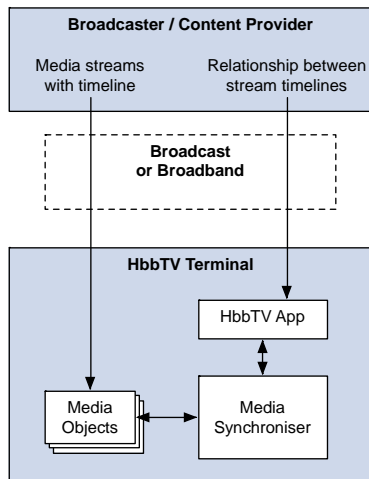 Broadcaster / Content Provider
Media streams
with timeline
Relationship between
stream timelines
Broadcast
or Broadband
HbbTV Terminal
HbbTV App
Media
Objects
Media
Synchroniser